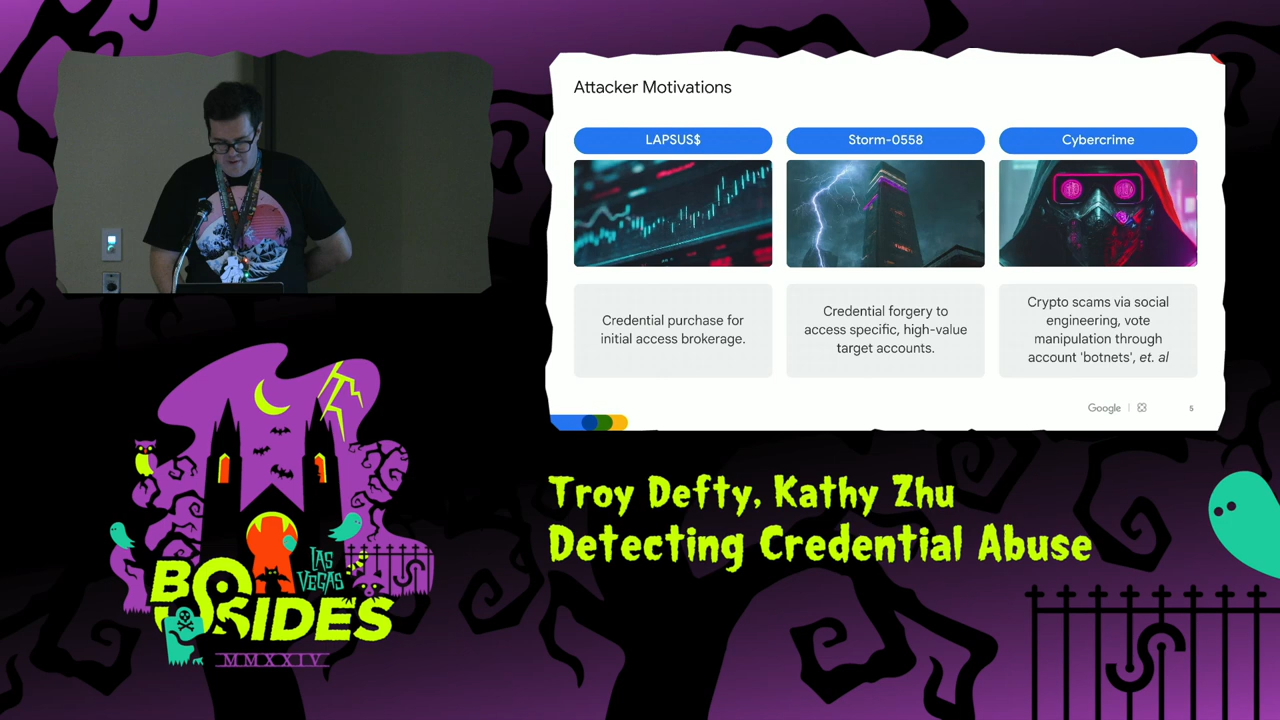 Attacker Motivations
LAPSUS$
Storm-0558
Cybercrime
Credential purchase for
initial access brokerage.
Credential forgery to
access specific, high-value
target accounts.
Crypto scams via social
engineering, vote
manipulation through
account 'botnets', et. al
Google
5
Troy Defty, Kathy Zhu
Detecting Credential Abuse
LAS
VEGAS
BSIDES
MMXXIV